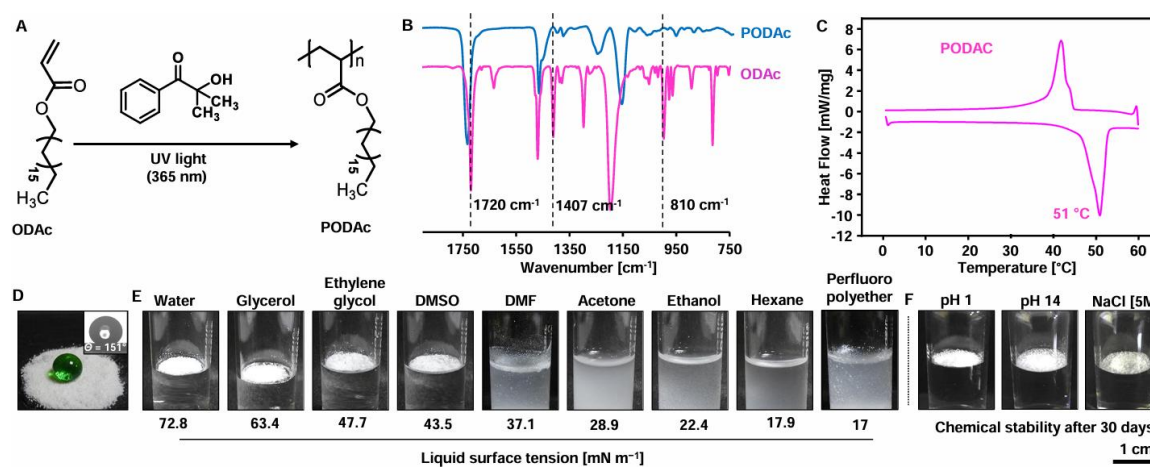 A
O
O
15
H₃C
ODAc
O
OH
CH₃
CH₃
UV light
(365 nm)
n
O
O
15
H₃C
PODAc
B
PODAc
ODAc
1720 cm⁻¹
1407 cm⁻¹
810 cm⁻¹
1750 1550 1350 1150 950 750
Wavenumber [cm⁻¹]
C
Heat Flow [mW/mg]
8
6
4
2
0
-2
-4
-6
-8
-10
-12
PODAC
51 °C
0 10 20 30 40 50 60
Temperature [°C]
D
Θ = 151°
E
Water Glycerol Ethylene glycol DMSO DMF Acetone Ethanol Hexane Perfluoro polyether
72.8 63.4 47.7 43.5 37.1 28.9 22.4 17.9 17
Liquid surface tension [mN m⁻¹]
F
pH 1 pH 14 NaCl [5M
Chemical stability after 30 days
1 cm